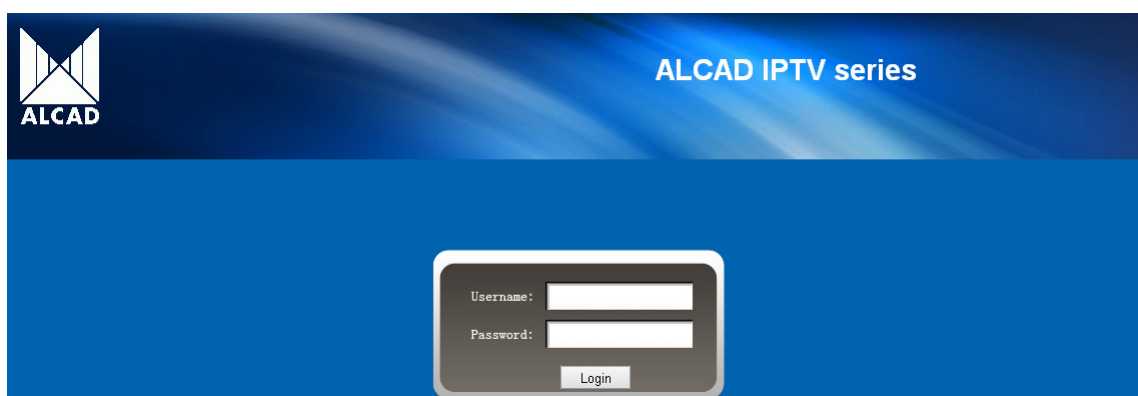 ALCAD IPTV series
ALCAD
Username:
Password:
Login